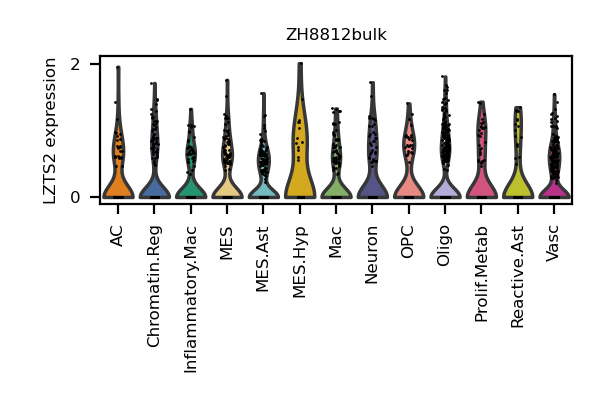 ZH8812bulk
LZTS2 expression
2
0
AC
Chromatin.Reg
Inflammatory.Mac
MES
MES.Ast
MES.Hyp
Mac
Neuron
OPC
Oligo
Prolif.Metab
Reactive.Ast
Vasc